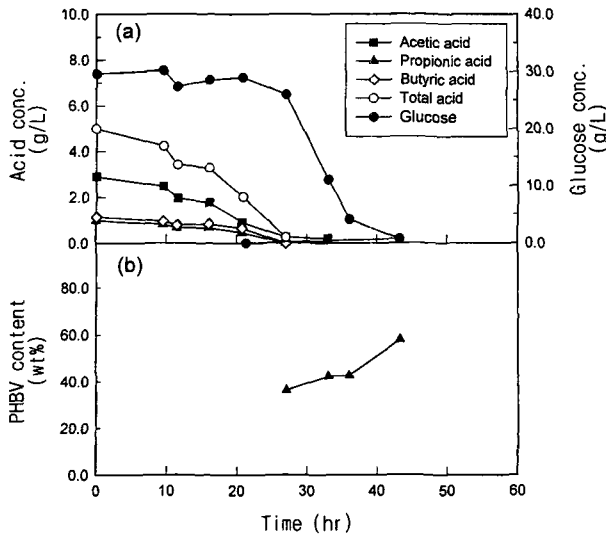 (a)
Acetic acid
Propionic acid
Butyric acid
Total acid
Glucose
10.0
8.0
6.0
4.0
2.0
0.0
Acid conc.
(g/L)
40.0
30.0
20.0
10.0
0.0
Glucose conc.
(g/L)
(b)
80.0
60.0
40.0
20.0
0.0
PHBV content
(wt%)
0 10 20 30 40 50 60
Time (hr)